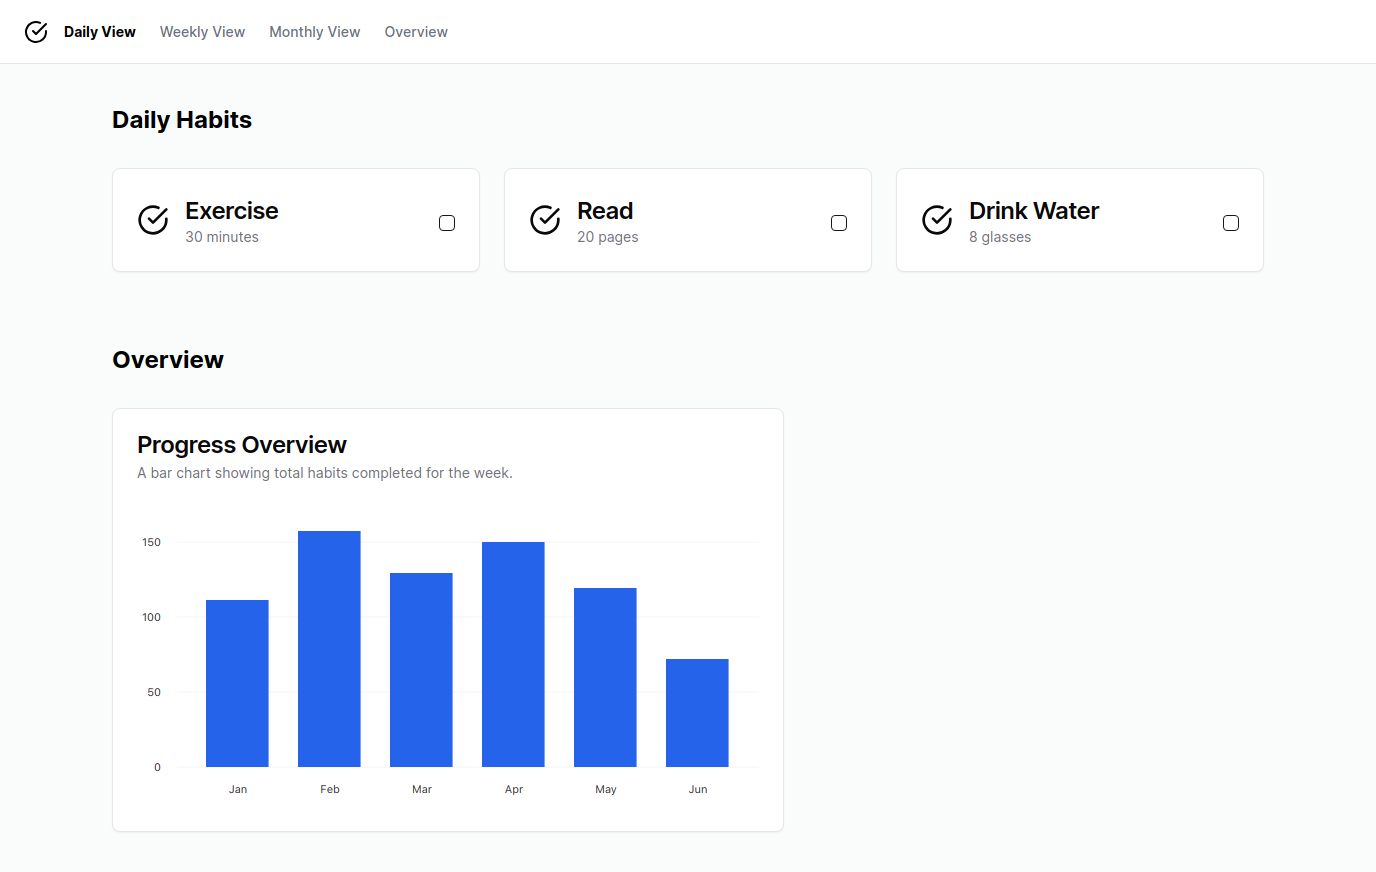 Daily View Weekly View Monthly View Overview
Daily Habits
Exercise
30 minutes
Read
20 pages
Drink Water
8 glasses
Overview
Progress Overview
A bar chart showing total habits completed for the week.
150
100
50
0
Jan Feb Mar Apr May Jun